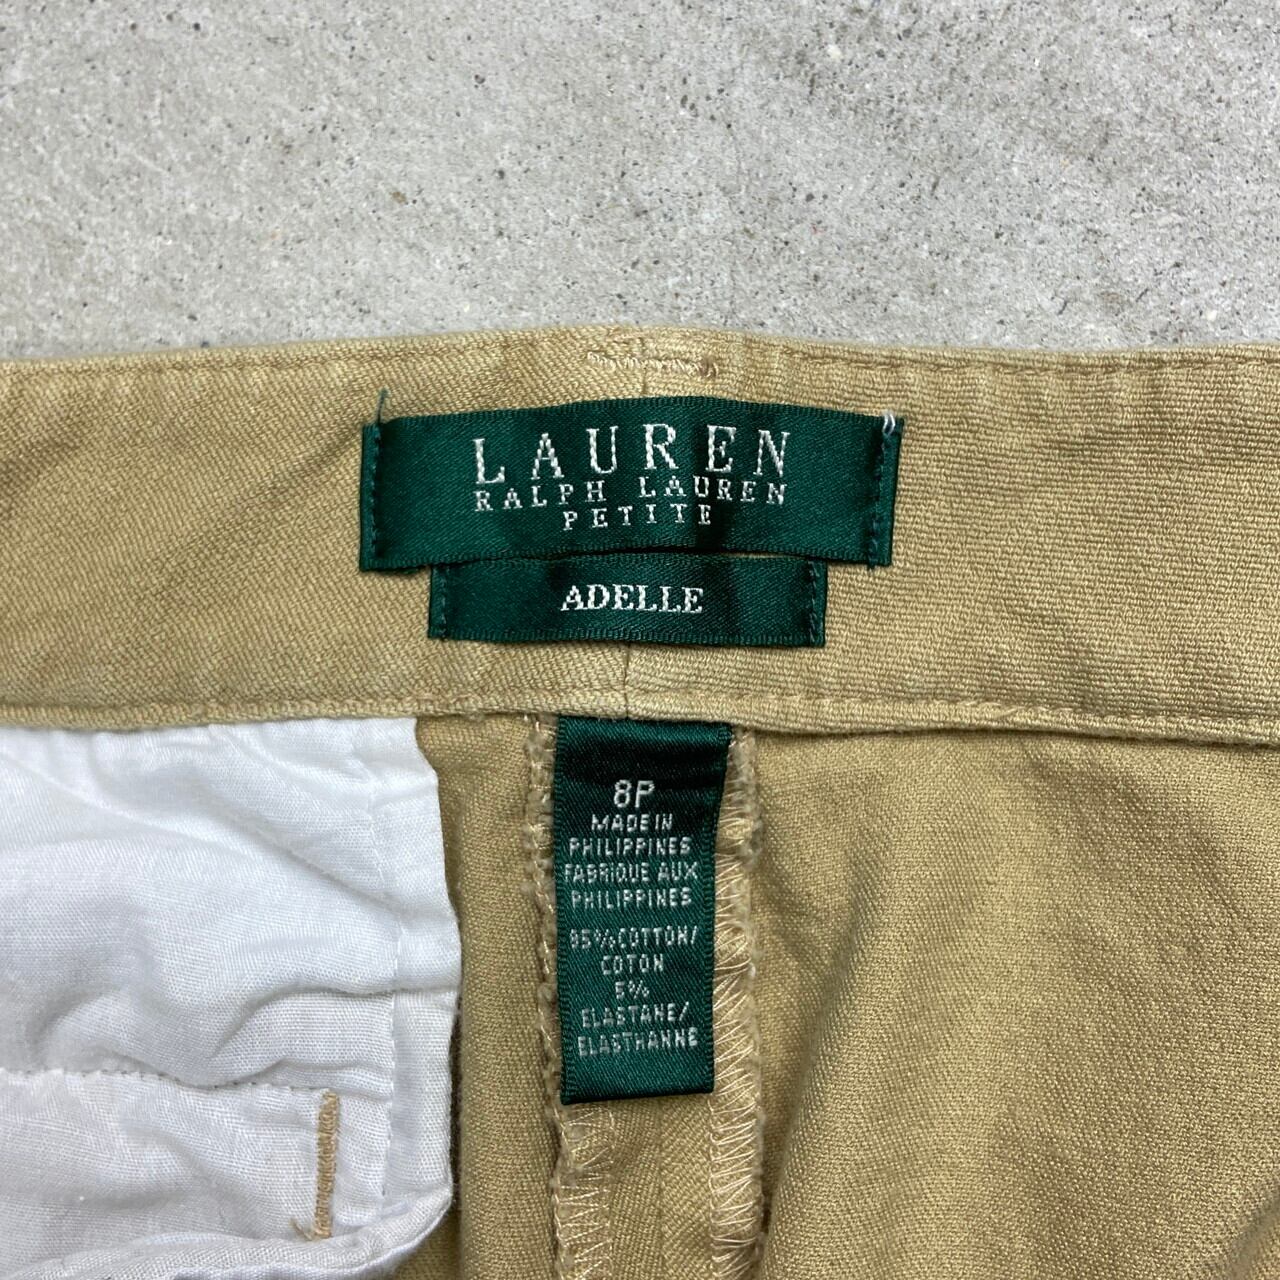 LAUREN
RALPH LAUREN
PETITE
ADELLE
8P
MADE IN
PHILIPPINES
FABRIQUE AUX
PHILIPPINES
95% COTTON/
COTON
5%
ELASTANE/
ELASTHANNE